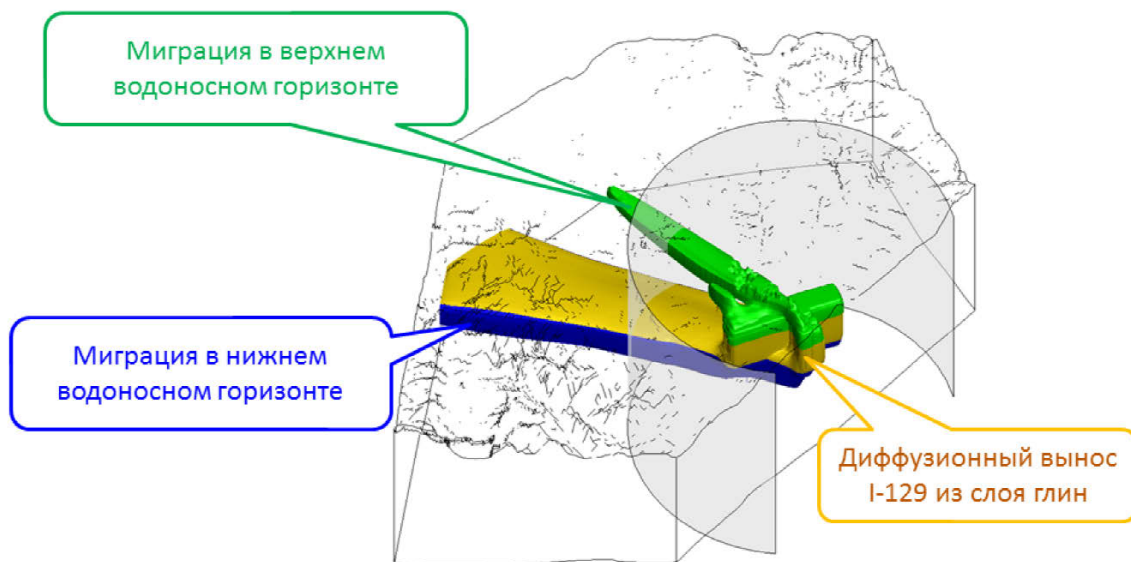 Миграция в верхнем
водоносном горизонте
Миграция в нижнем
водоносном горизонте
Диффузионный вынос
I-129 из слоя глин